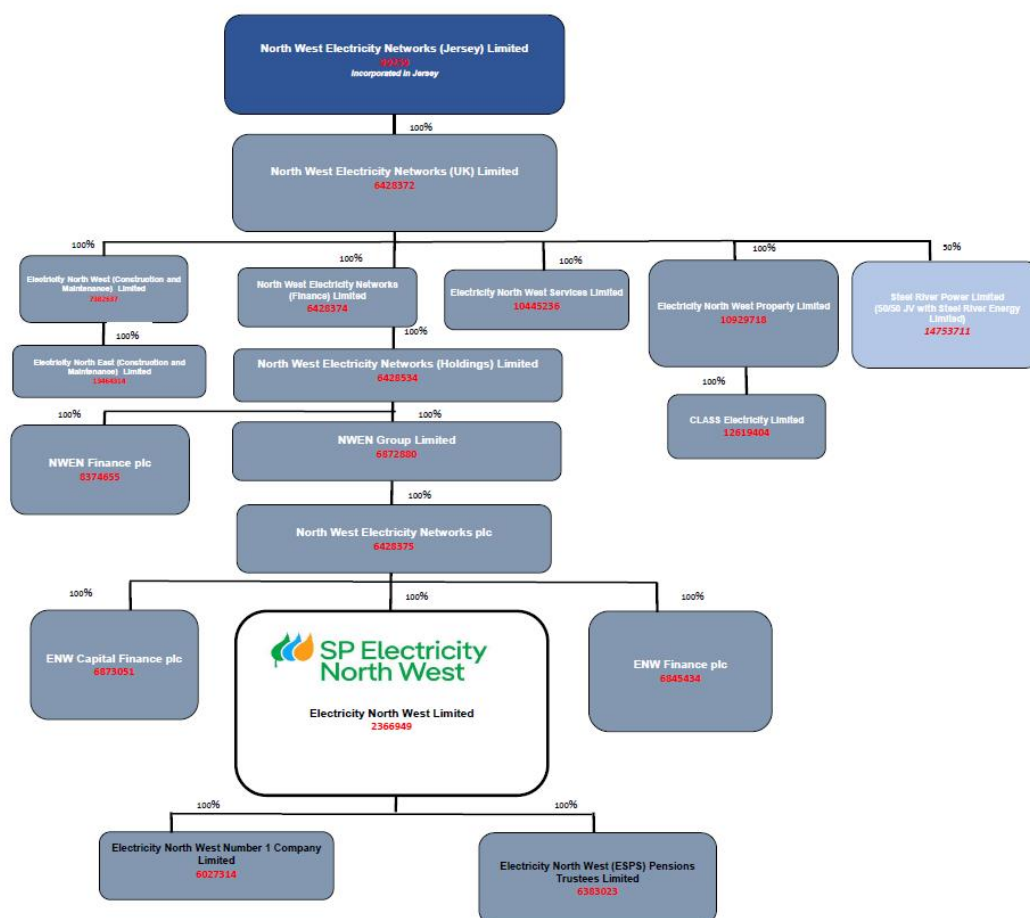 North West Electricity Networks (Jersey) Limited
Incorporated in Jersey
100%
North West Electricity Networks (UK) Limited
6428372
100%
100%
100%
100%
50%
Electricity North West (Construction and
Maintenance) Limited
North West Electricity Networks
(Finance) Limited
6428374
Electricity North West Services Limited
10445236
Electricity North West Property Limited
10929718
Steel River Power Limited
(50/50 JV with Steel River Energy
Limited)
14753711
100%
100%
Electricity North East (Construction and
Maintenance) Limited
North West Electricity Networks (Holdings) Limited
6428534
100%
CLASS Electricity Limited
12619404
100%
100%
NWEN Finance plc
8374655
NWEN Group Limited
6872880
100%
North West Electricity Networks plc
6428375
100%
100%
100%
ENW Capital Finance plc
6873051
SP Electricity
North West
Electricity North West Limited
2366949
ENW Finance plc
6845434
100%
100%
Electricity North West Number 1 Company
Limited
6027314
Electricity North West (ESPS) Pensions
Trustees Limited
6383023